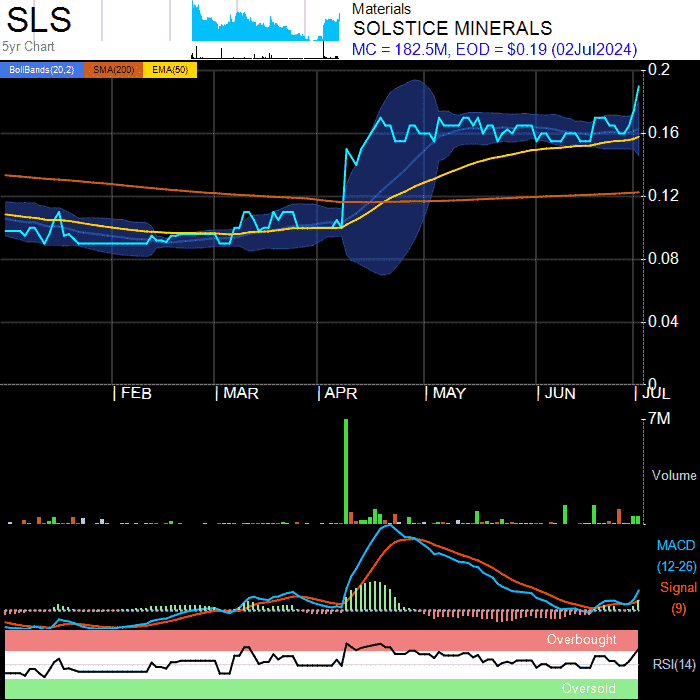 SLS
5yr Chart
Materials
SOLSTICE MINERALS
MC = 182.5M, EOD = $0.19 (02Jul2024)
BollBands(20,2) SMA(200) EMA(50)
0.2
0.16
0.12
0.08
0.04
0
FEB MAR APR MAY JUN JUL
7M
Volume
MACD
(12-26)
Signal
(9)
Overbought
RSI(14)
Oversold